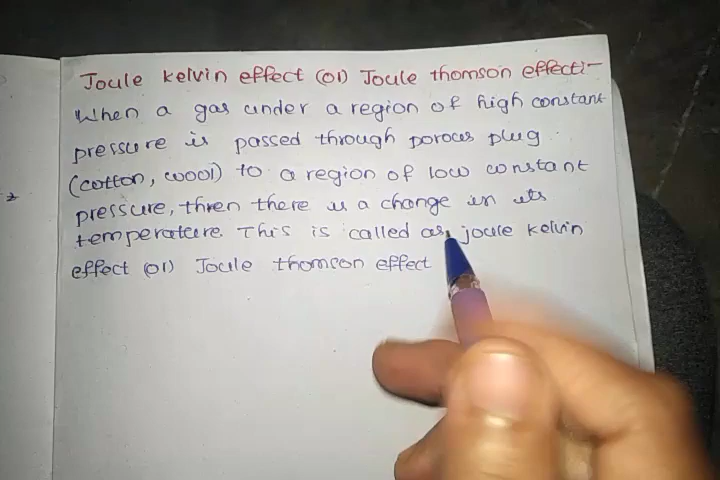 Joule kelvin effect (or) Joule thomson effect:-
When a gas under a region of high constant
pressure is passed through porous plug
(cotton, wool) to a region of low constant
pressure, then there is a change in its
temperature. This is called as joule kelvin
effect (or) Joule thomson effect